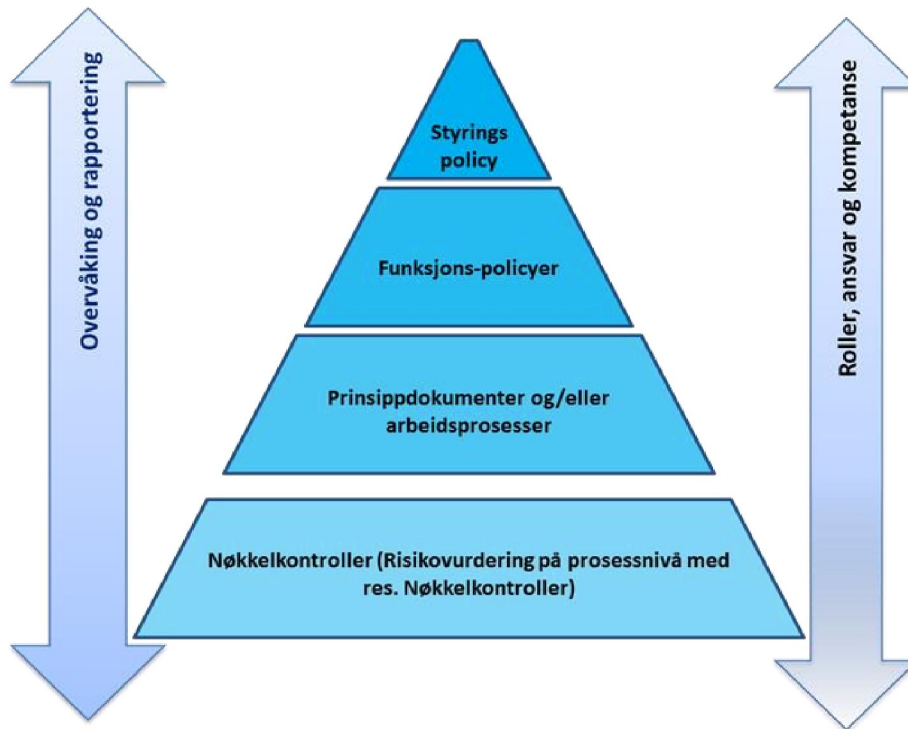 Overvåking og rapportering
Styrings
policy
Funksjons-policyer
Prinsippdokumenter og/eller
arbeidsprosesser
Nøkkelkontroller (Risikovurdering på prosessnivå med
res. Nøkkelkontroller)
Roller, ansvar og kompetanse